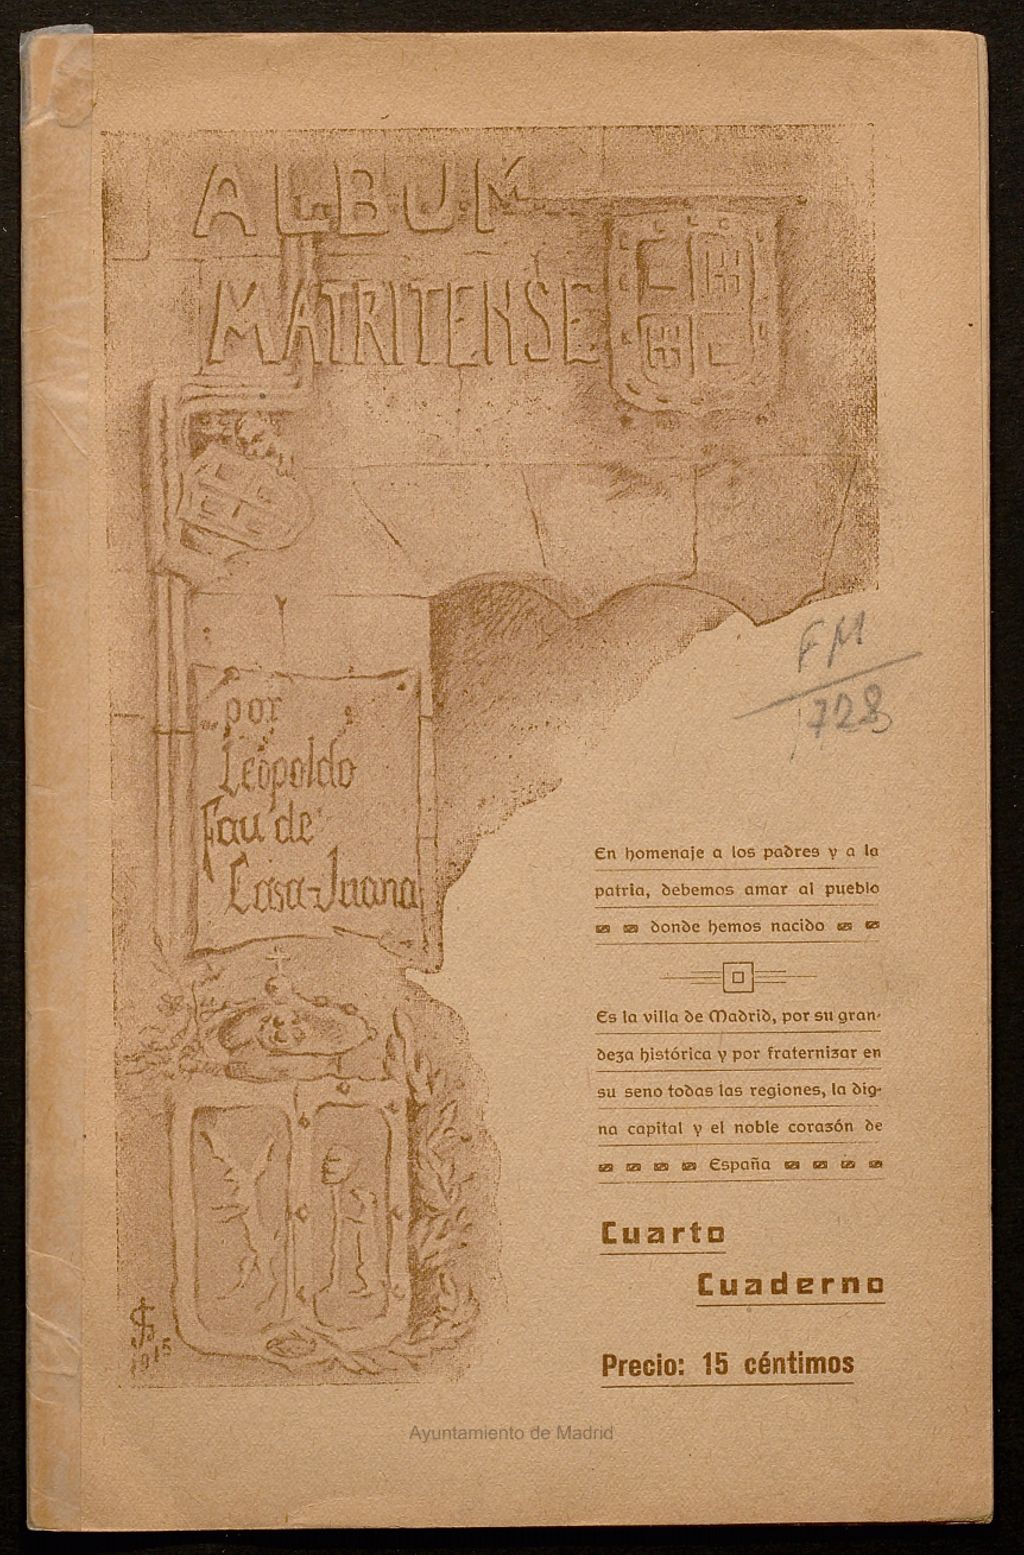 ALBUM
MATRITENSE
por
Leopoldo
Fau de
Casa-Juana
FM
728
En homenaje a los padres y a la
patria, debemos amar al pueblo
donde hemos nacido
Es la villa de Madrid, por su gran-
deza histórica y por fraternizar en
su seno todas las regiones, la dig-
na capital y el noble corazón de
España
Cuarto
Cuaderno
Precio: 15 céntimos
1915
Ayuntamiento de Madrid